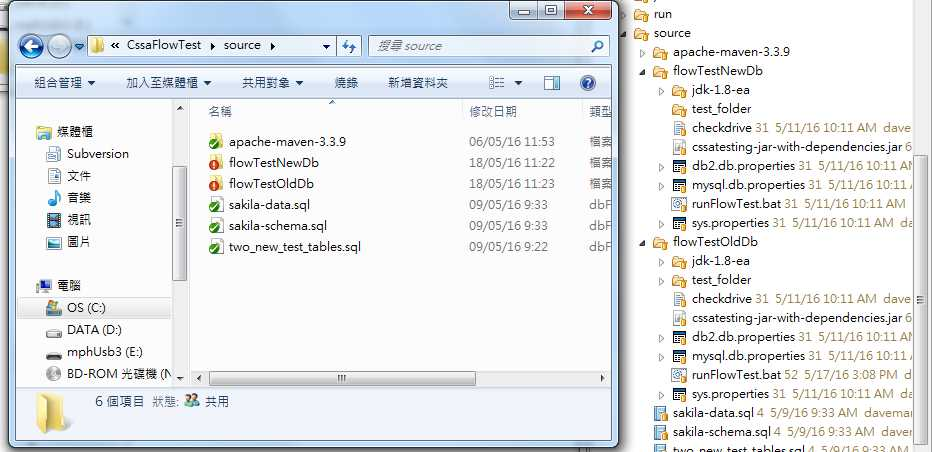 CssaFlowTest source
搜尋 source
組合管理 加入至媒體櫃 共用對象 燒錄 新增資料夾
媒體櫃
Subversion
文件
音樂
視訊
圖片
電腦
OS (C:)
DATA (D:)
mphUsb3 (E:)
BD-ROM 光碟機 (N
名稱 修改日期 類型
apache-maven-3.3.9 06/05/16 11:53 檔案
flowTestNewDb 18/05/16 11:22 檔案
flowTestOldDb 18/05/16 11:23 檔案
sakila-data.sql 09/05/16 9:33 dbF
sakila-schema.sql 09/05/16 9:33 dbF
two_new_test_tables.sql 09/05/16 9:22 dbF
6 個項目 狀態: 共用
run
source
apache-maven-3.3.9
flowTestNewDb
jdk-1.8-ea
test_folder
checkdrive 31 5/11/16 10:11 AM dave
cssatesting-jar-with-dependencies.jar 6
db2.db.properties 31 5/11/16 10:11 AM
mysql.db.properties 31 5/11/16 10:11 A
runFlowTest.bat 31 5/11/16 10:11 AM
sys.properties 31 5/11/16 10:11 AM
flowTestOldDb
jdk-1.8-ea
test_folder
checkdrive 31 5/11/16 10:11 AM dave
cssatesting-jar-with-dependencies.jar 6
db2.db.properties 31 5/11/16 10:11 AM
mysql.db.properties 31 5/11/16 10:11 A
runFlowTest.bat 52 5/17/16 3:08 PM d
sys.properties 31 5/11/16 10:11 AM
sakila-data.sql 4 5/9/16 9:33 AM davemar
sakila-schema.sql 4 5/9/16 9:33 AM daver
two_new_test_tables.sql 4 5/9/16 9:33 AM